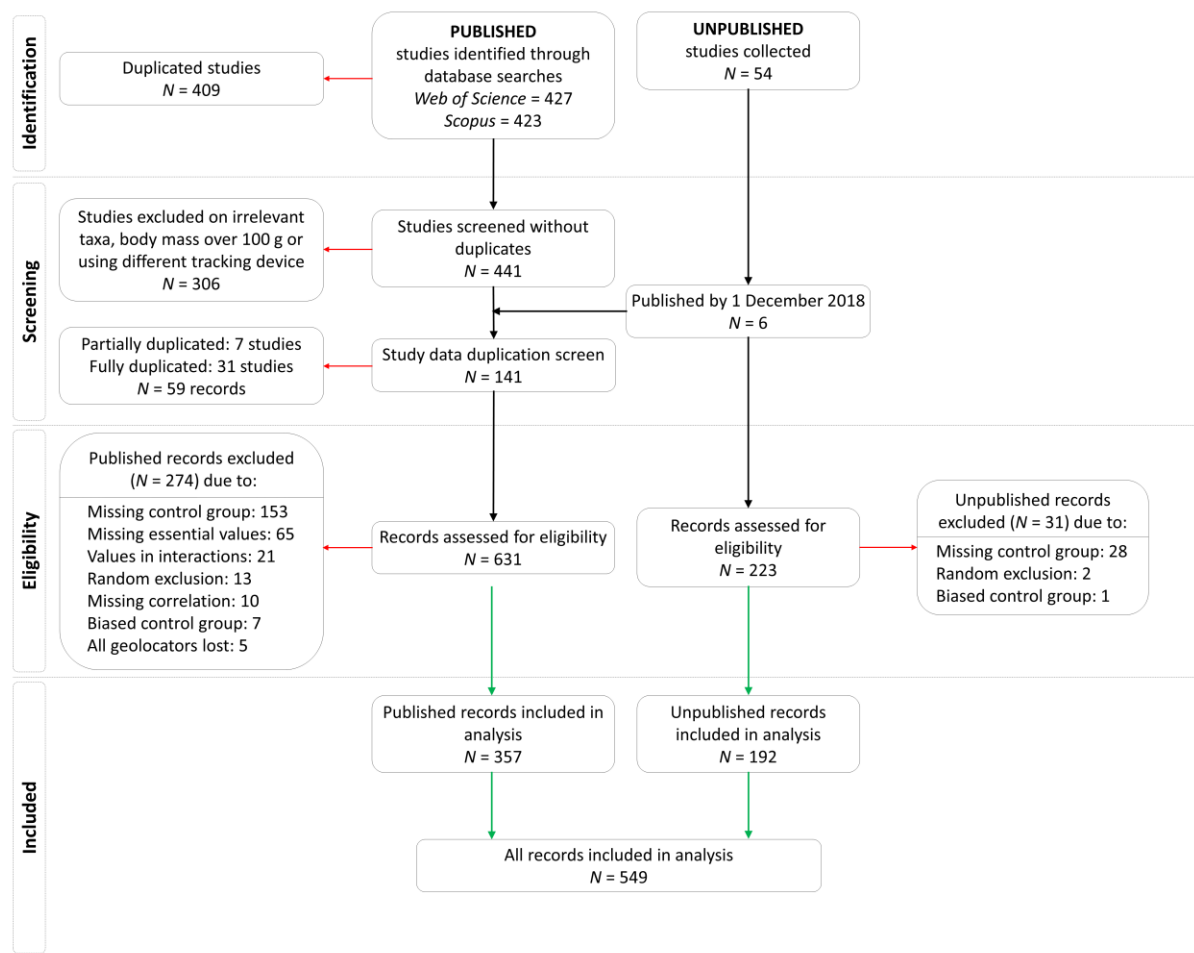 Identification
Duplicated studies
N = 409
PUBLISHED
studies identified through
database searches
Web of Science = 427
Scopus = 423
UNPUBLISHED
studies collected
N = 54
Screening
Studies excluded on irrelevant
taxa, body mass over 100 g or
using different tracking device
N = 306
Studies screened without
duplicates
N = 441
Published by 1 December 2018
N = 6
Partially duplicated: 7 studies
Fully duplicated: 31 studies
N = 59 records
Study data duplication screen
N = 141
Eligibility
Published records excluded
(N = 274) due to:
Missing control group: 153
Missing essential values: 65
Values in interactions: 21
Random exclusion: 13
Missing correlation: 10
Biased control group: 7
All geolocators lost: 5
Records assessed for eligibility
N = 631
Records assessed for
eligibility
N = 223
Unpublished records
excluded (N = 31) due to:
Missing control group: 28
Random exclusion: 2
Biased control group: 1
Included
Published records included in
analysis
N = 357
Unpublished records
included in analysis
N = 192
All records included in analysis
N = 549